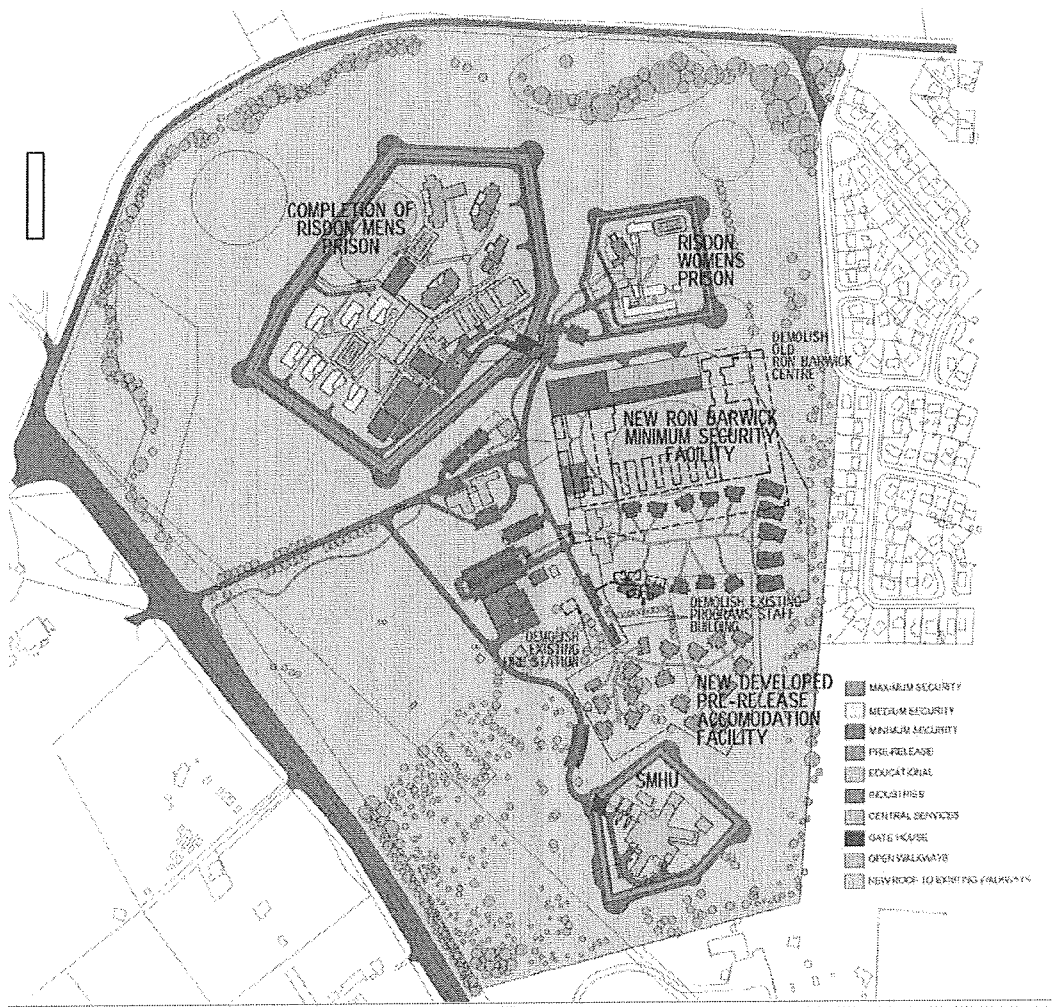 COMPLETION OF
RISDON MENS
PRISON
RISDON
WOMENS
PRISON
DEMOLISH
OLD
RON BARWICK
CENTRE
NEW RON BARWICK
MINIMUM SECURITY
FACILITY
DEMOLISH EXISTING
PROGRAMS STAFF
BUILDING
DEMOLISH
EXISTING
FIRE STATION
NEW DEVELOPED
PRE-RELEASE
ACCOMODATION
FACILITY
SMHU
MAXIMUM SECURITY
MEDIUM SECURITY
MINIMUM SECURITY
PRE-RELEASE
EDUCATIONAL
INDUSTRIES
CENTRAL SERVICES
GATE HOUSE
OPEN WALKWAYS
NEW ROOF TO EXISTING WALKWAYS